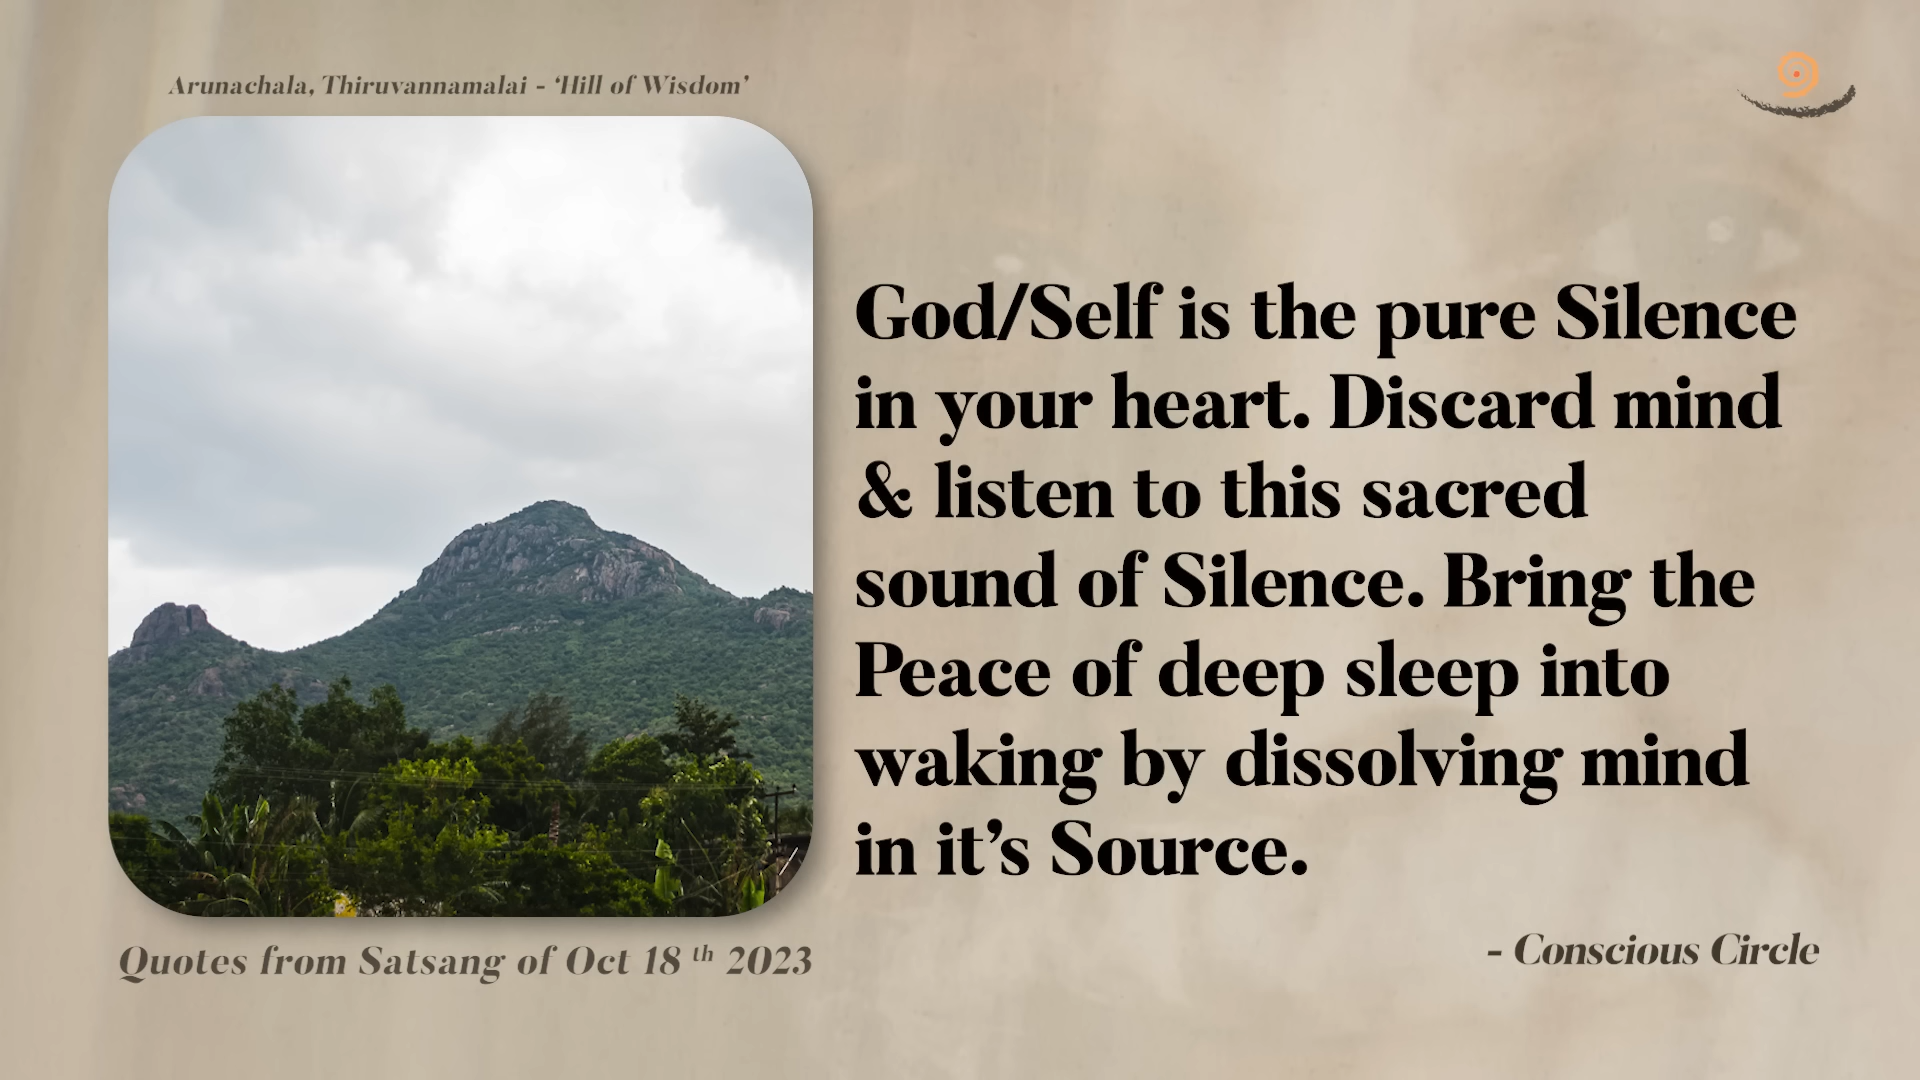 Arunachala, Thiruvannamalai - ‘Hill of Wisdom’
God/Self is the pure Silence
in your heart. Discard mind
& listen to this sacred
sound of Silence. Bring the
Peace of deep sleep into
waking by dissolving mind
in it’s Source.
- Conscious Circle
Quotes from Satsang of Oct 18 th 2023